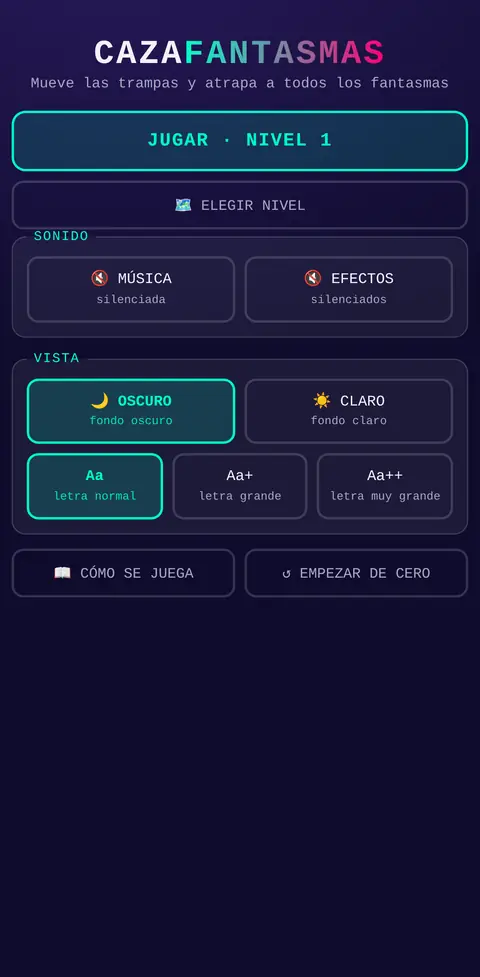 CAZAFANTASMAS
Mueve las trampas y atrapa a todos los fantasmas
JUGAR · NIVEL 1
🗺️ ELEGIR NIVEL
SONIDO
🔇 MÚSICA
silenciada
🔇 EFECTOS
silenciados
VISTA
🌙 OSCURO
fondo oscuro
☀️ CLARO
fondo claro
Aa
letra normal
Aa+
letra grande
Aa++
letra muy grande
📖 CÓMO SE JUEGA
↺ EMPEZAR DE CERO